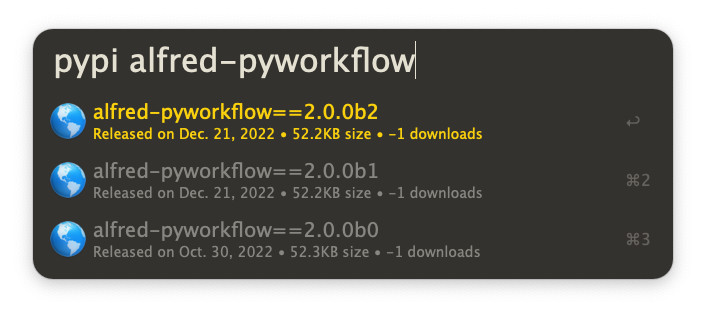 pypi alfred-pyworkflow
alfred-pyworkflow==2.0.0b2
Released on Dec. 21, 2022 • 52.2KB size • -1 downloads
↩
alfred-pyworkflow==2.0.0b1
Released on Dec. 21, 2022 • 52.2KB size • -1 downloads
⌘2
alfred-pyworkflow==2.0.0b0
Released on Oct. 30, 2022 • 52.3KB size • -1 downloads
⌘3